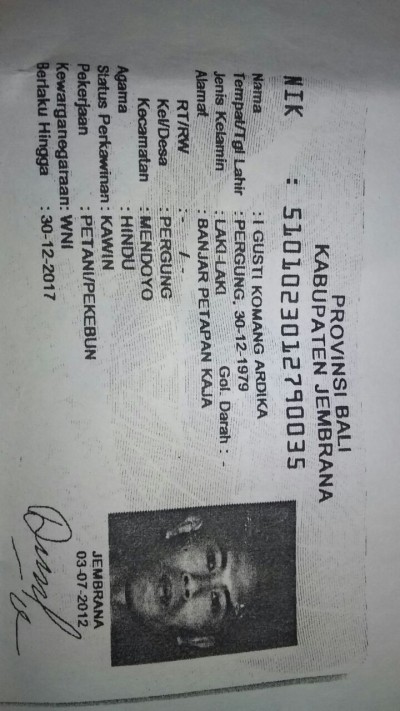 PROVINSI BALI
KABUPATEN JEMBRANA
NIK : 5101023012790035
Nama : I GUSTI KOMANG ARDIKA
Tempat/Tgl Lahir : PERGUNG, 30-12-1979
Jenis Kelamin : LAKI-LAKI Gol. Darah : -
Alamat : BANJAR PETAPAN KAJA
RT/RW : - / -
Kel/Desa : PERGUNG
Kecamatan : MENDOYO
Agama : HINDU
Status Perkawinan : KAWIN
Pekerjaan : PETANI/PEKEBUN
Kewarganegaraan: WNI
Berlaku Hingga : 30-12-2017
JEMBRANA
03-07-2012